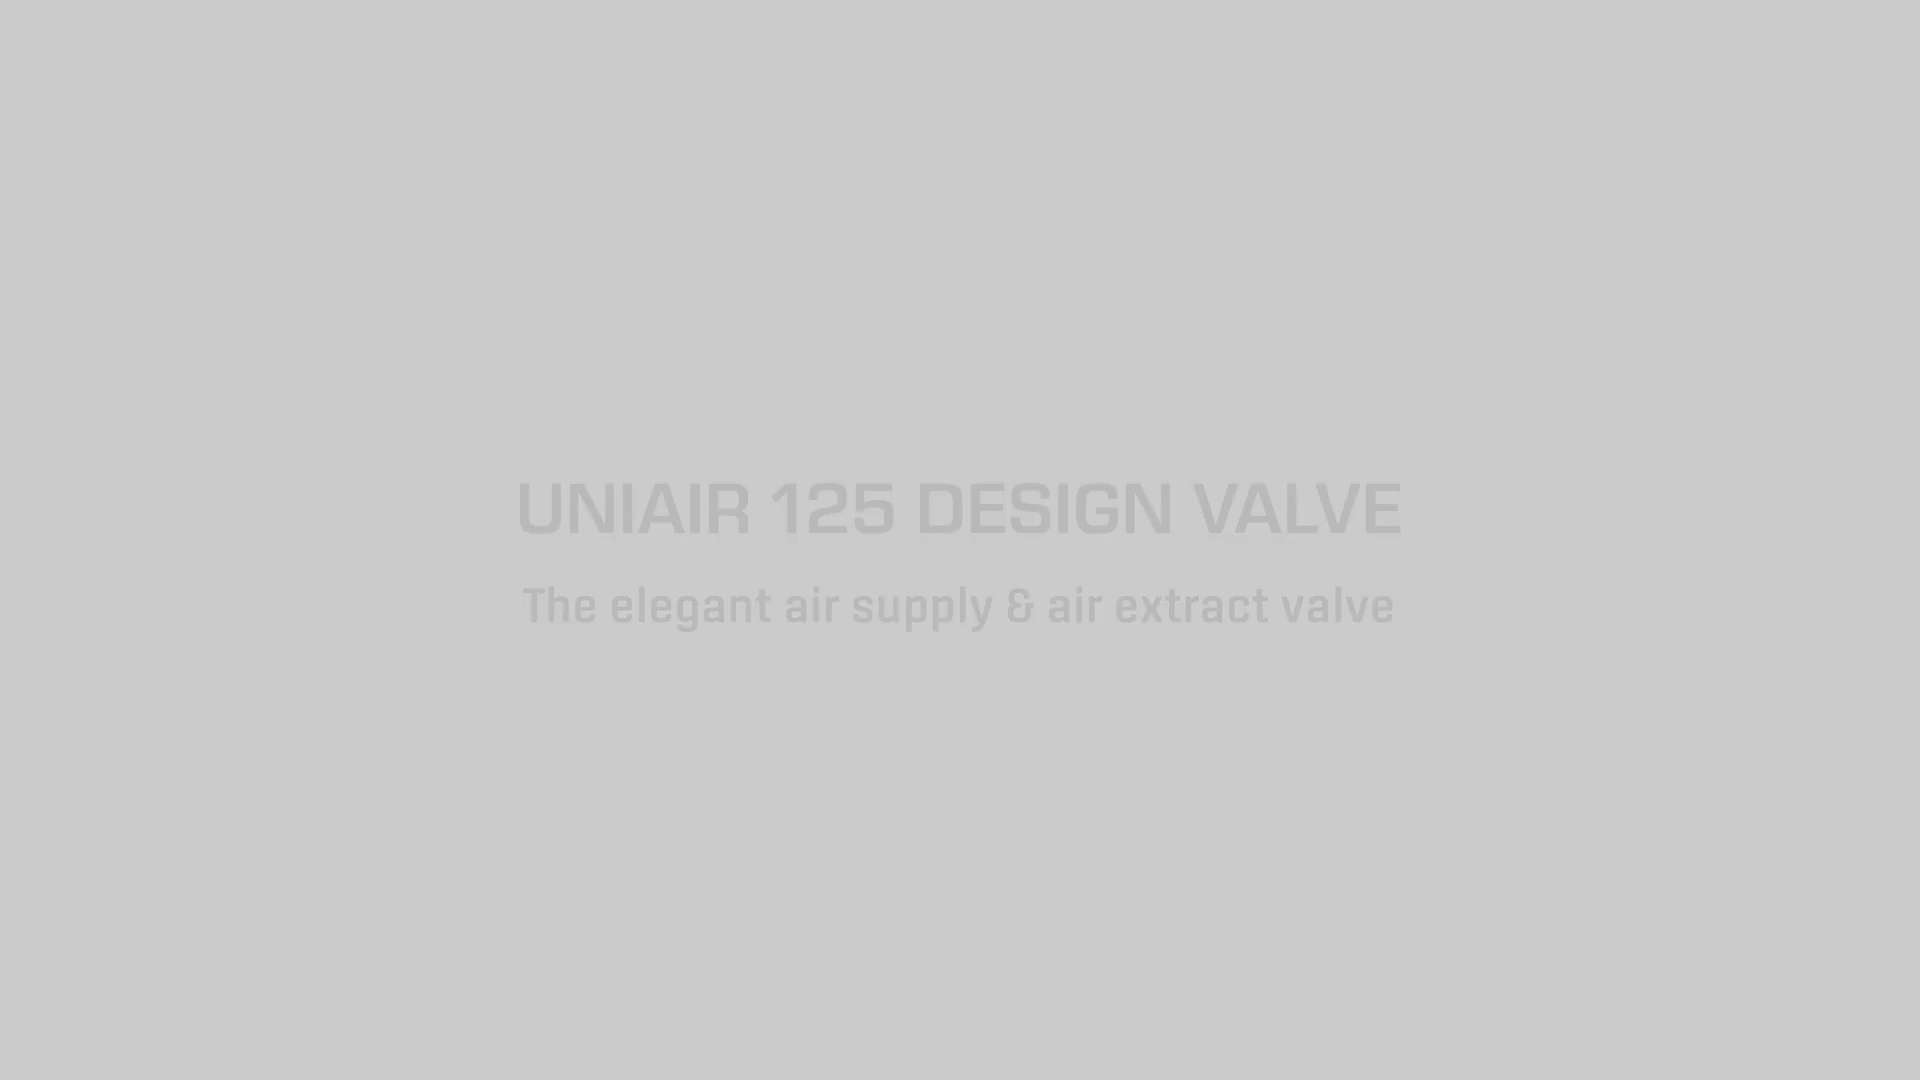 UNIAIR 125 DESIGN VALVE
The elegant air supply & air extract valve